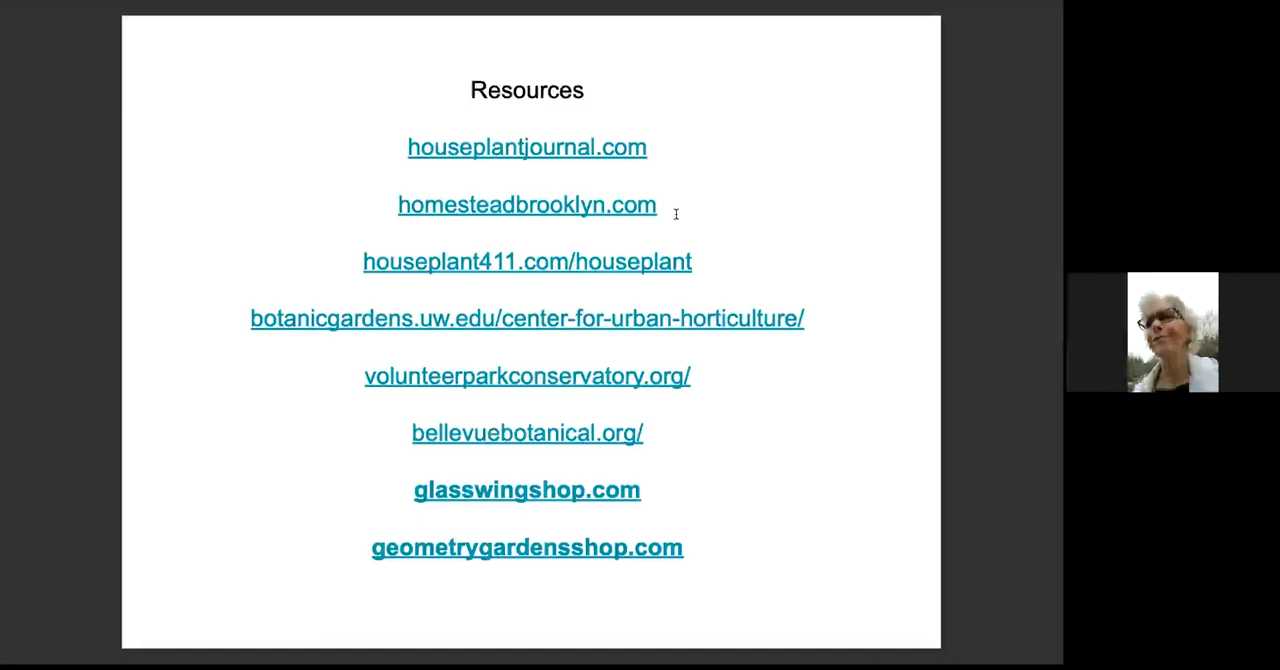 Resources
houseplantjournal.com
homesteadbrooklyn.com
houseplant411.com/houseplant
botanicgardens.uw.edu/center-for-urban-horticulture/
volunteerparkconservatory.org/
bellevuebotanical.org/
glasswingshop.com
geometrygardensshop.com